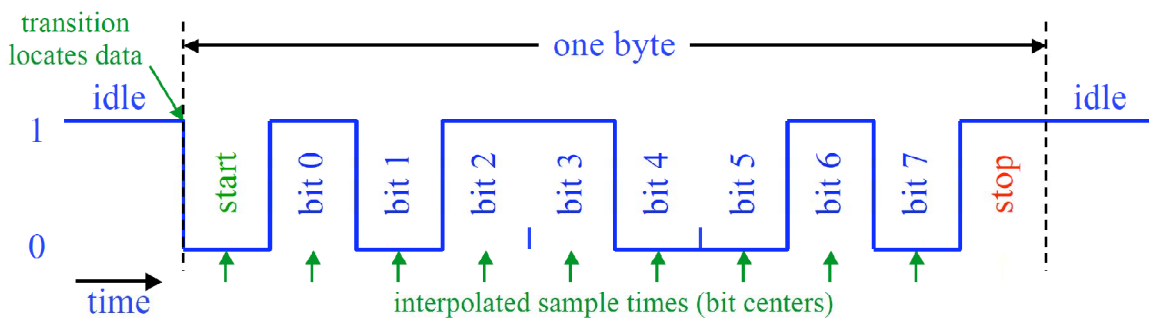 transition
locates data
one byte
idle
idle
1
start
bit 0
bit 1
bit 2
bit 3
bit 4
bit 5
bit 6
bit 7
stop
0
time
interpolated sample times (bit centers)